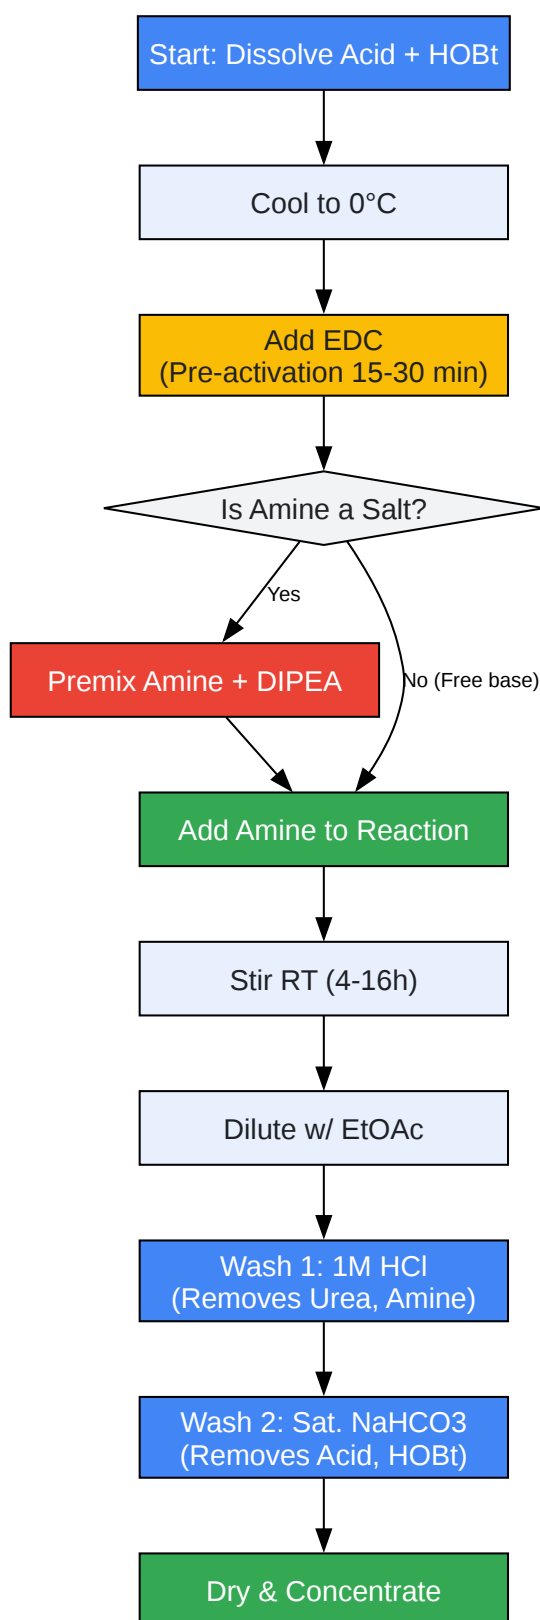 Start: Dissolve Acid + HOBt
Cool to 0°C
Add EDC
(Pre-activation 15-30 min)
Is Amine a Salt?
Yes
Premix Amine + DIPEA
No (Free base)
Add Amine to Reaction
Stir RT (4-16h)
Dilute w/ EtOAc
Wash 1: 1M HCl
(Removes Urea, Amine)
Wash 2: Sat. NaHCO3
(Removes Acid, HOBt)
Dry & Concentrate